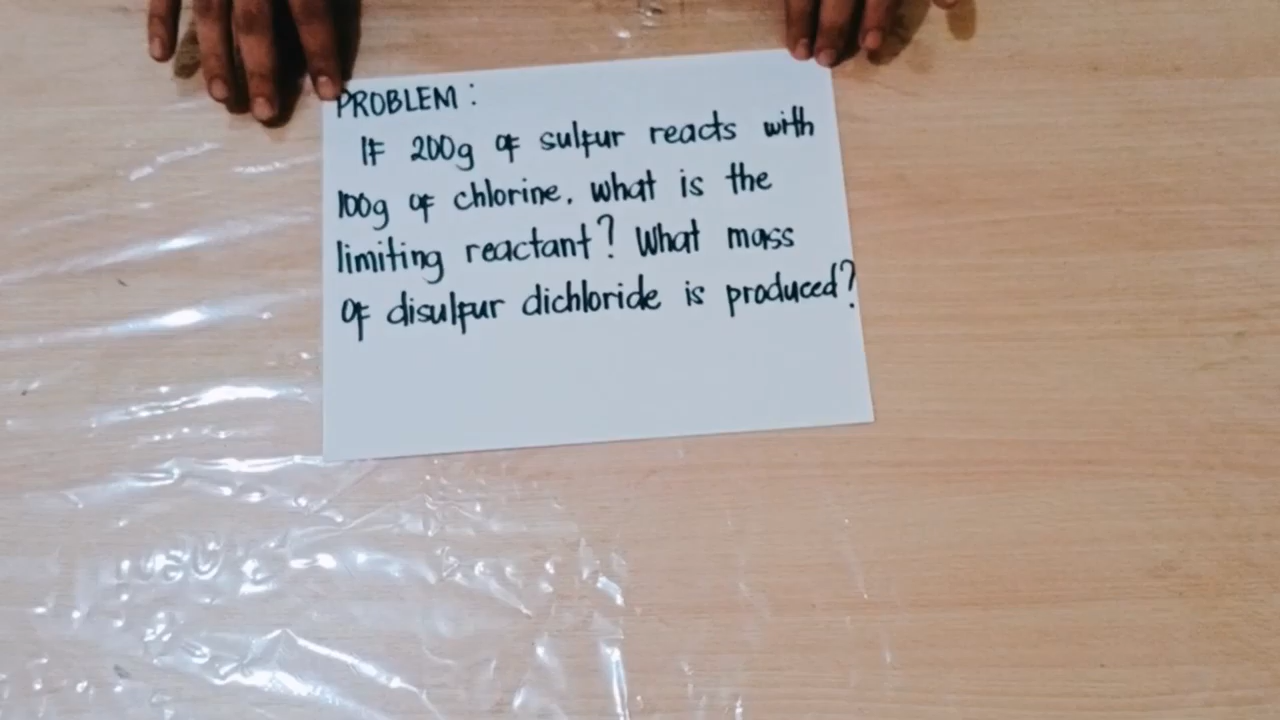 PROBLEM:
If 200g of sulfur reacts with
100g of chlorine. what is the
limiting reactant? What mass
of disulfur dichloride is produced?